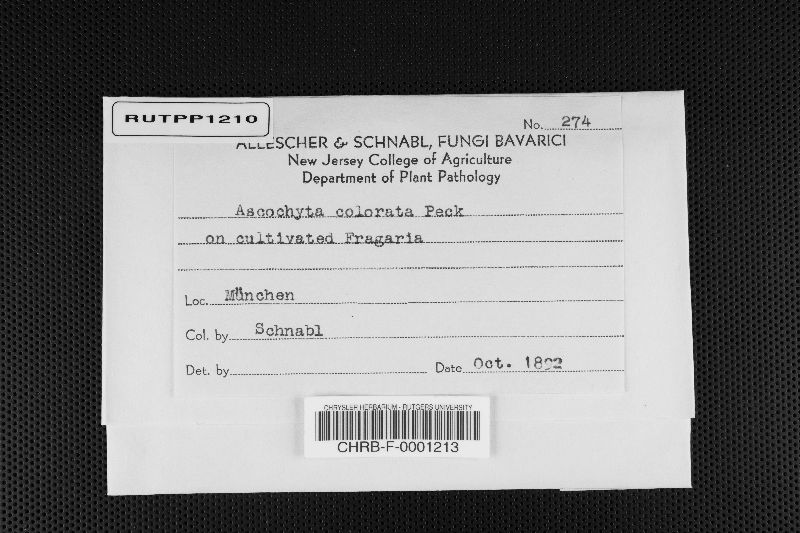 RUTPP1210
No. 274
ALLESCHER & SCHNABL, FUNGI BAVARICI
New Jersey College of Agriculture
Department of Plant Pathology
Ascochyta colorata Peck
on cultivated Fragaria
Loc. München
Col. by Schnabl
Det. by
Date Oct. 1892
CHRYSLER HERBARIUM - RUTGERS UNIVERSITY
CHRB-F-0001213